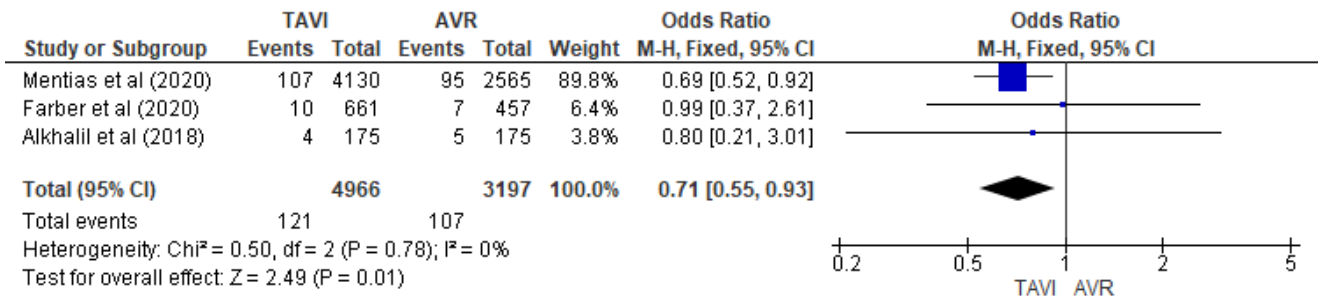 TAVI AVR Odds Ratio Odds Ratio
Study or Subgroup Events Total Events Total Weight M-H, Fixed, 95% CI M-H, Fixed, 95% CI
Mentias et al (2020) 107 4130 95 2565 89.8% 0.69 [0.52, 0.92]
Farber et al (2020) 10 661 7 457 6.4% 0.99 [0.37, 2.61]
Alkhalil et al (2018) 4 175 5 175 3.8% 0.80 [0.21, 3.01]
Total (95% CI) 4966 3197 100.0% 0.71 [0.55, 0.93]
Total events 121 107
Heterogeneity: Chi² = 0.50, df = 2 (P = 0.78); I² = 0%
Test for overall effect: Z = 2.49 (P = 0.01)
0.2 0.5 1 2 5
TAVI AVR